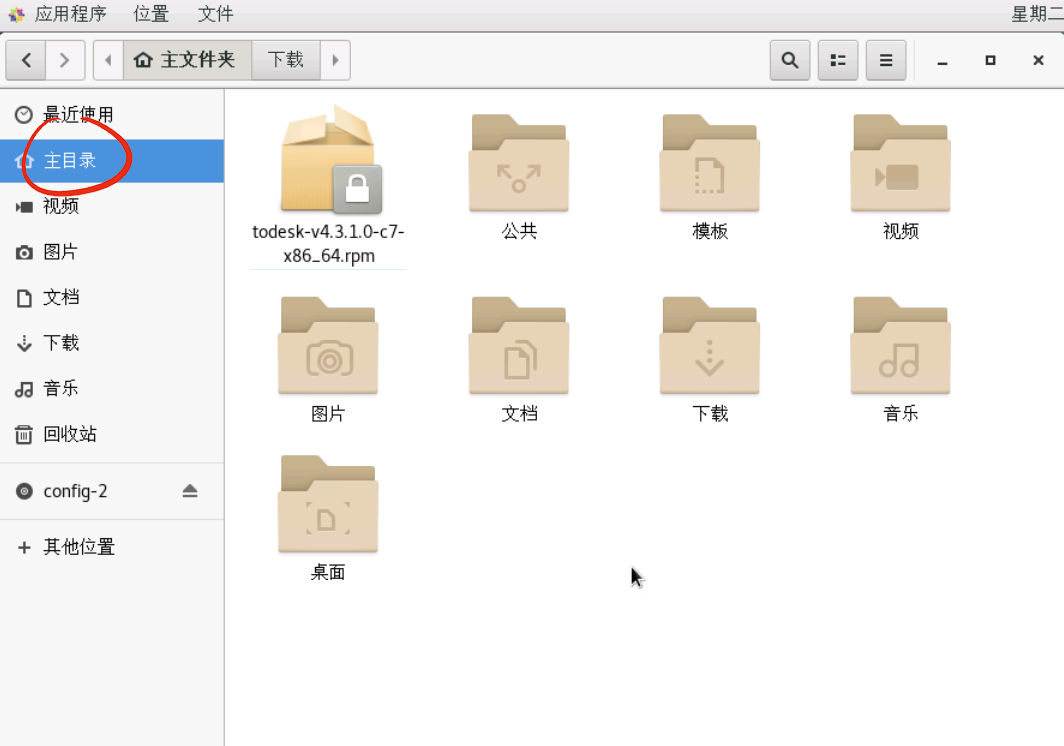 应用程序 位置 文件 星期二
主文件夹 下载
最近使用
主目录
视频
图片
文档
下载
音乐
回收站
config-2
其他位置
todesk-v4.3.1.0-c7-
x86_64.rpm
公共
模板
视频
图片
文档
下载
音乐
桌面